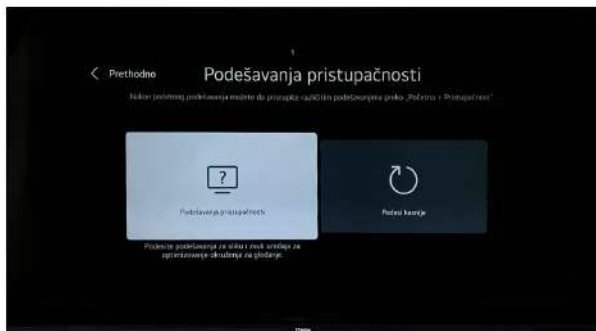 Prethodno
Podešavanja pristupačnosti
Nakon početnog podešavanja možete da pristupite različitim podešavanjima preko „Početno > Pristupačnost"
?
Podešavanja pristupačnosti
Podesi kasnije
Podesite podešavanja za sliku i zvuk uređaja za
optimizovanje okruženja za gledanje.